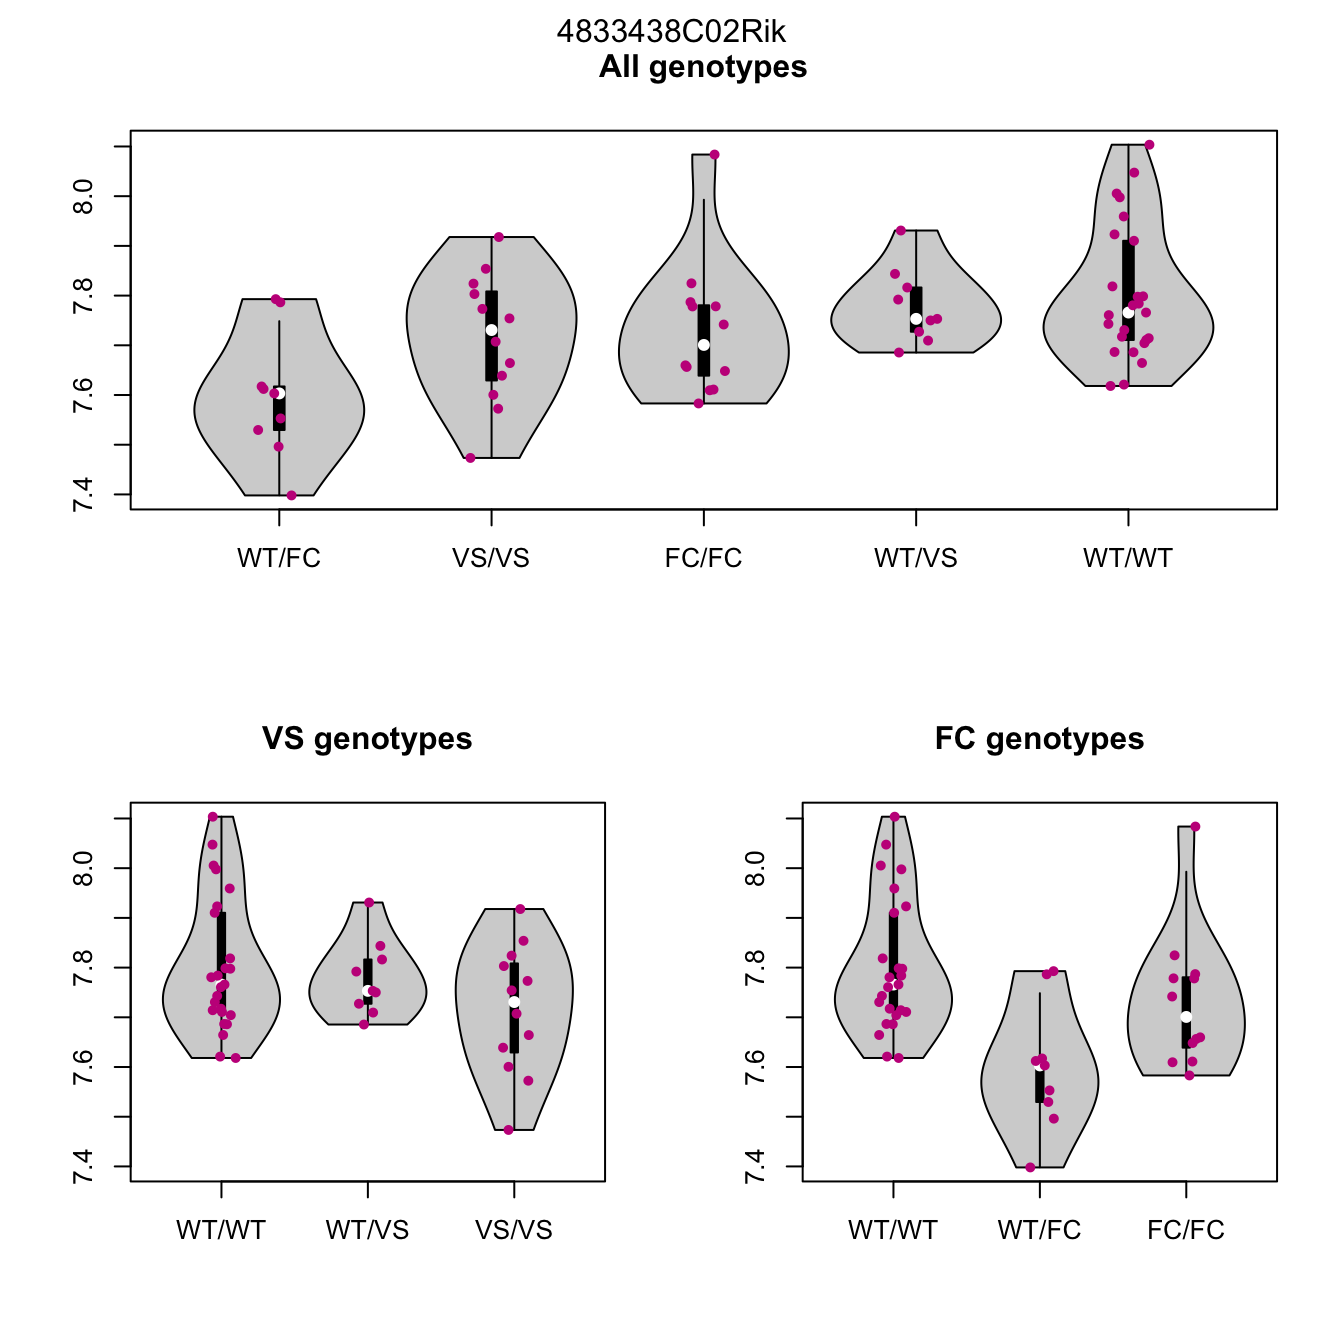 4833438C02Rik
All genotypes
8.0
7.8
7.6
7.4
WT/FC VS/VS FC/FC WT/VS WT/WT
VS genotypes
8.0
7.8
7.6
7.4
WT/WT WT/VS VS/VS
FC genotypes
8.0
7.8
7.6
7.4
WT/WT WT/FC FC/FC